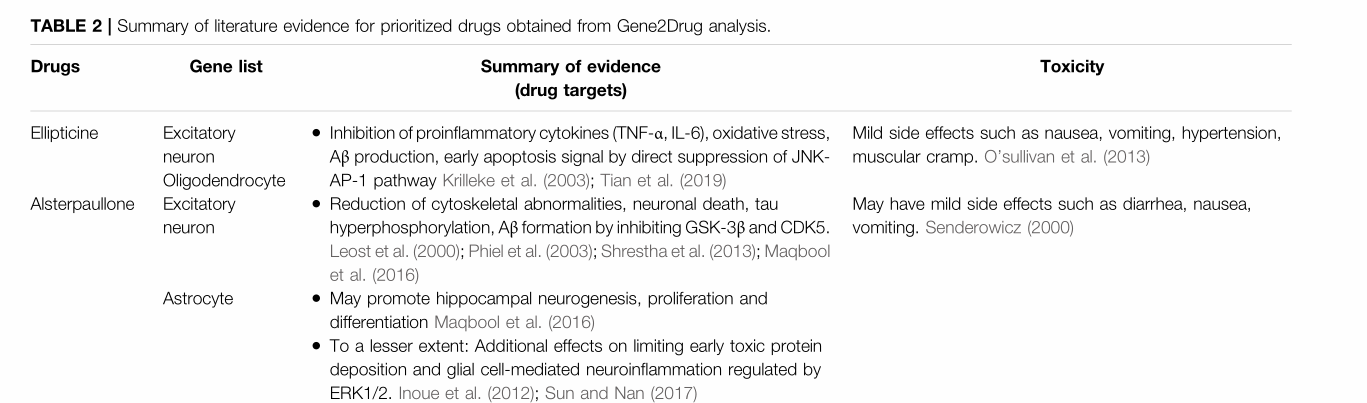 TABLE 2 | Summary of literature evidence for prioritized drugs obtained from Gene2Drug analysis.
Drugs Gene list Summary of evidence Toxicity
(drug targets)
Ellipticine Excitatory • Inhibition of proinflammatory cytokines (TNF-α, IL-6), oxidative stress, Mild side effects such as nausea, vomiting, hypertension,
neuron Aβ production, early apoptosis signal by direct suppression of JNK- muscular cramp. O'sullivan et al. (2013)
Oligodendrocyte AP-1 pathway Krilleke et al. (2003); Tian et al. (2019)
Alsterpaullone Excitatory • Reduction of cytoskeletal abnormalities, neuronal death, tau May have mild side effects such as diarrhea, nausea,
neuron hyperphosphorylation, Aβ formation by inhibiting GSK-3β and CDK5. vomiting. Senderowicz (2000)
Leost et al. (2000); Phiel et al. (2003); Shrestha et al. (2013); Maqbool
et al. (2016)
Astrocyte • May promote hippocampal neurogenesis, proliferation and
differentiation Maqbool et al. (2016)
• To a lesser extent: Additional effects on limiting early toxic protein
deposition and glial cell-mediated neuroinflammation regulated by
ERK1/2. Inoue et al. (2012); Sun and Nan (2017)